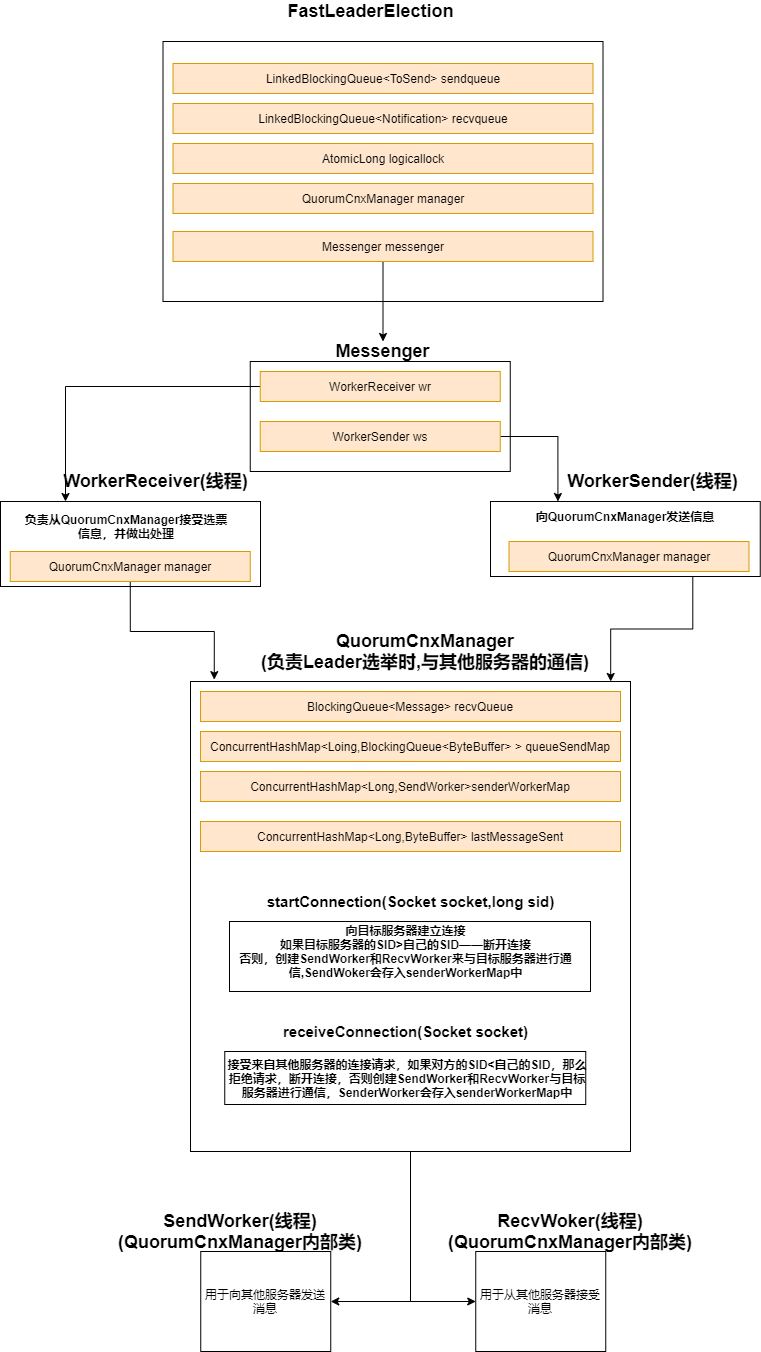 FastLeaderElection
LinkedBlockingQueue<ToSend> sendqueue
LinkedBlockingQueue<Notification> recvqueue
AtomicLong logicallock
QuorumCnxManager manager
Messenger messenger
Messenger
WorkerReceiver wr
WorkerSender ws
WorkerReceiver(线程)
负责从QuorumCnxManager接受选票
信息，并做出处理
QuorumCnxManager manager
WorkerSender(线程)
向QuorumCnxManager发送信息
QuorumCnxManager manager
QuorumCnxManager
(负责Leader选举时,与其他服务器的通信)
BlockingQueue<Message> recvQueue
ConcurrentHashMap<Loing,BlockingQueue<ByteBuffer> > queueSendMap
ConcurrentHashMap<Long,SendWorker>senderWorkerMap
ConcurrentHashMap<Long,ByteBuffer> lastMessageSent
startConnection(Socket socket,long sid)
向目标服务器建立连接
如果目标服务器的SID>自己的SID——断开连接
否则，创建SendWorker和RecvWorker来与目标服务器进行通
信,SendWoker会存入senderWorkerMap中
receiveConnection(Socket socket)
接受来自其他服务器的连接请求，如果对方的SID<自己的SID，那么
拒绝请求，断开连接，否则创建SendWorker和RecvWorker与目标
服务器进行通信，SenderWorker会存入senderWorkerMap中
SendWorker(线程)
(QuorumCnxManager内部类)
用于向其他服务器发送
消息
RecvWoker(线程)
(QuorumCnxManager内部类)
用于从其他服务器接受
消息